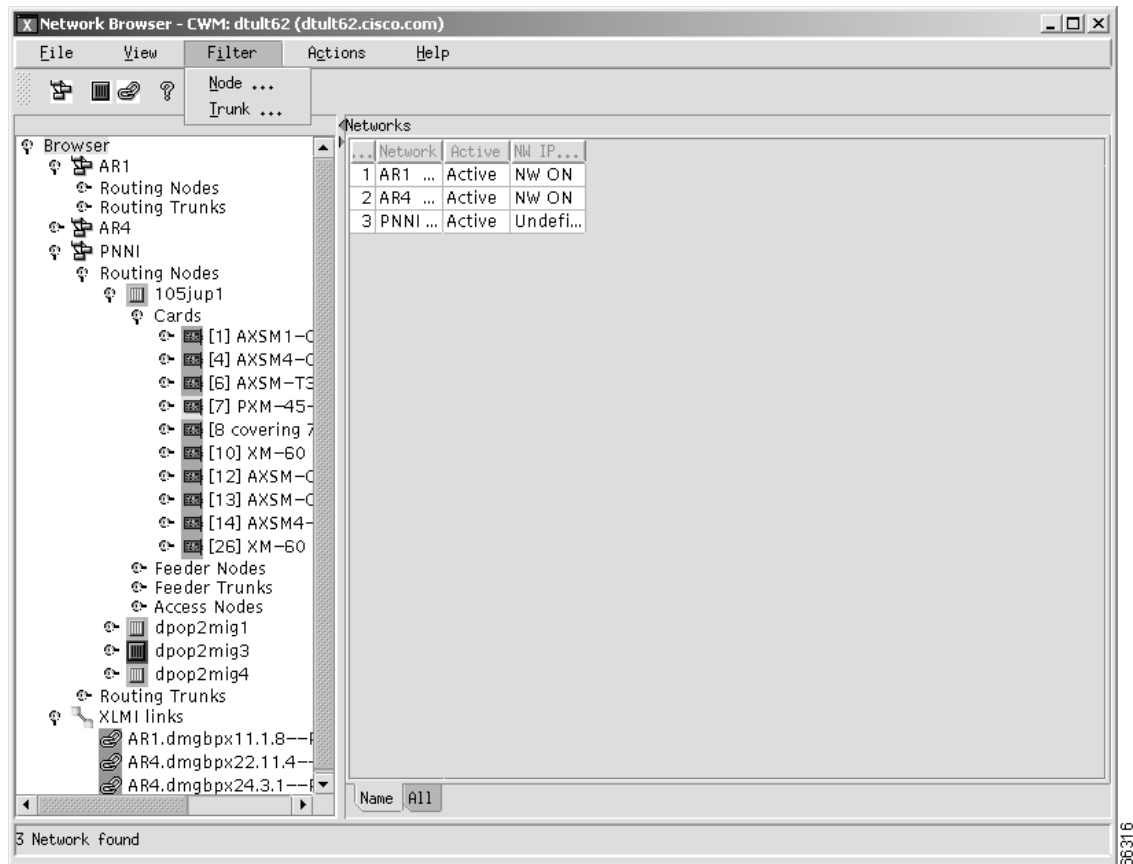 Network Browser - CWM: dtult62 (dtult62.cisco.com)
File View Filter Actions Help
Node ...
Trunk ...
Browser
AR1
Routing Nodes
Routing Trunks
AR4
PNNI
Routing Nodes
105jup1
Cards
[1] AXSM1-
[4] AXSM4-
[6] AXSM-T3
[7] PXM-45-
[8 covering 7
[10] XM-60
[12] AXSM-
[13] AXSM-
[14] AXSM4-
[26] XM-60
Feeder Nodes
Feeder Trunks
Access Nodes
dpop2mig1
dpop2mig3
dpop2mig4
Routing Trunks
XLMI links
AR1.dmgbpx11.1.8--
AR4.dmgbpx22.11.4--
AR4.dmgbpx24.3.1--
Networks
... Network Active NW IP...
1 AR1 ... Active NW ON
2 AR4 ... Active NW ON
3 PNNI ... Active Undefi...
Name All
3 Network found
66316